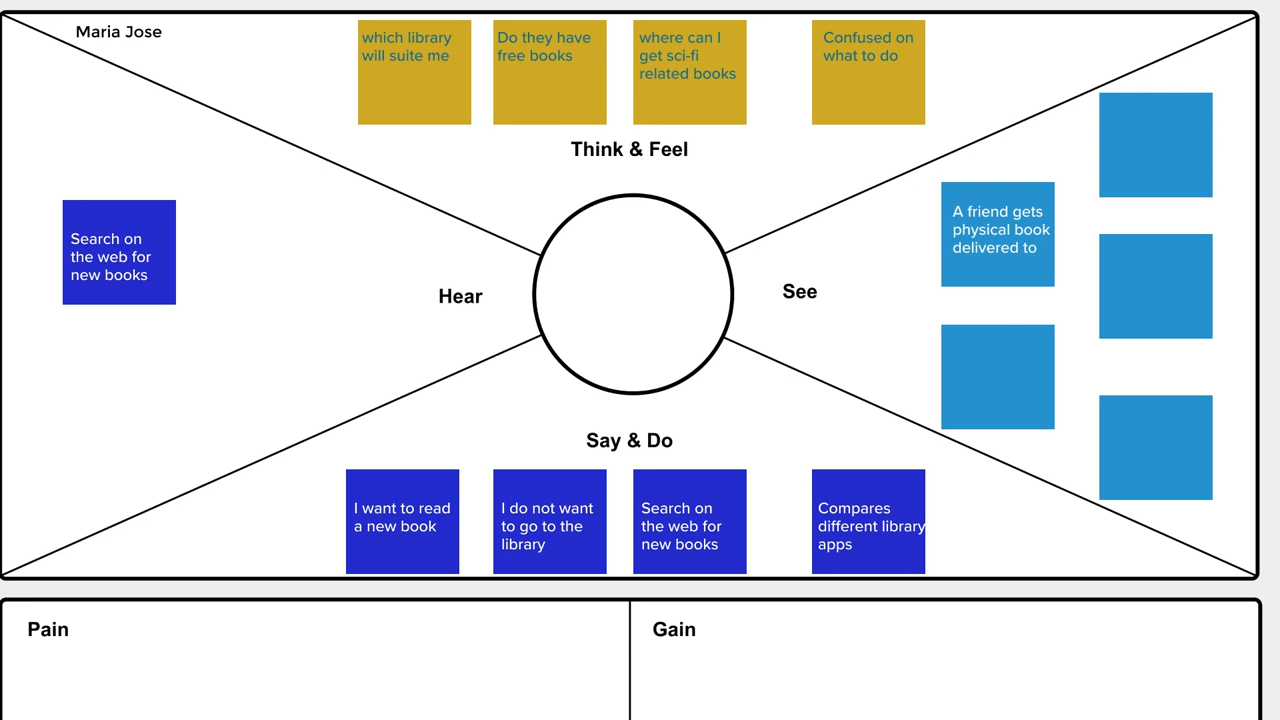 Maria Jose
which library
will suite me
Do they have
free books
where can I
get sci-fi
related books
Confused on
what to do
Think & Feel
Search on
the web for
new books
Hear
See
A friend gets
physical book
delivered to
Say & Do
I want to read
a new book
I do not want
to go to the
library
Search on
the web for
new books
Compares
different library
apps
Pain
Gain